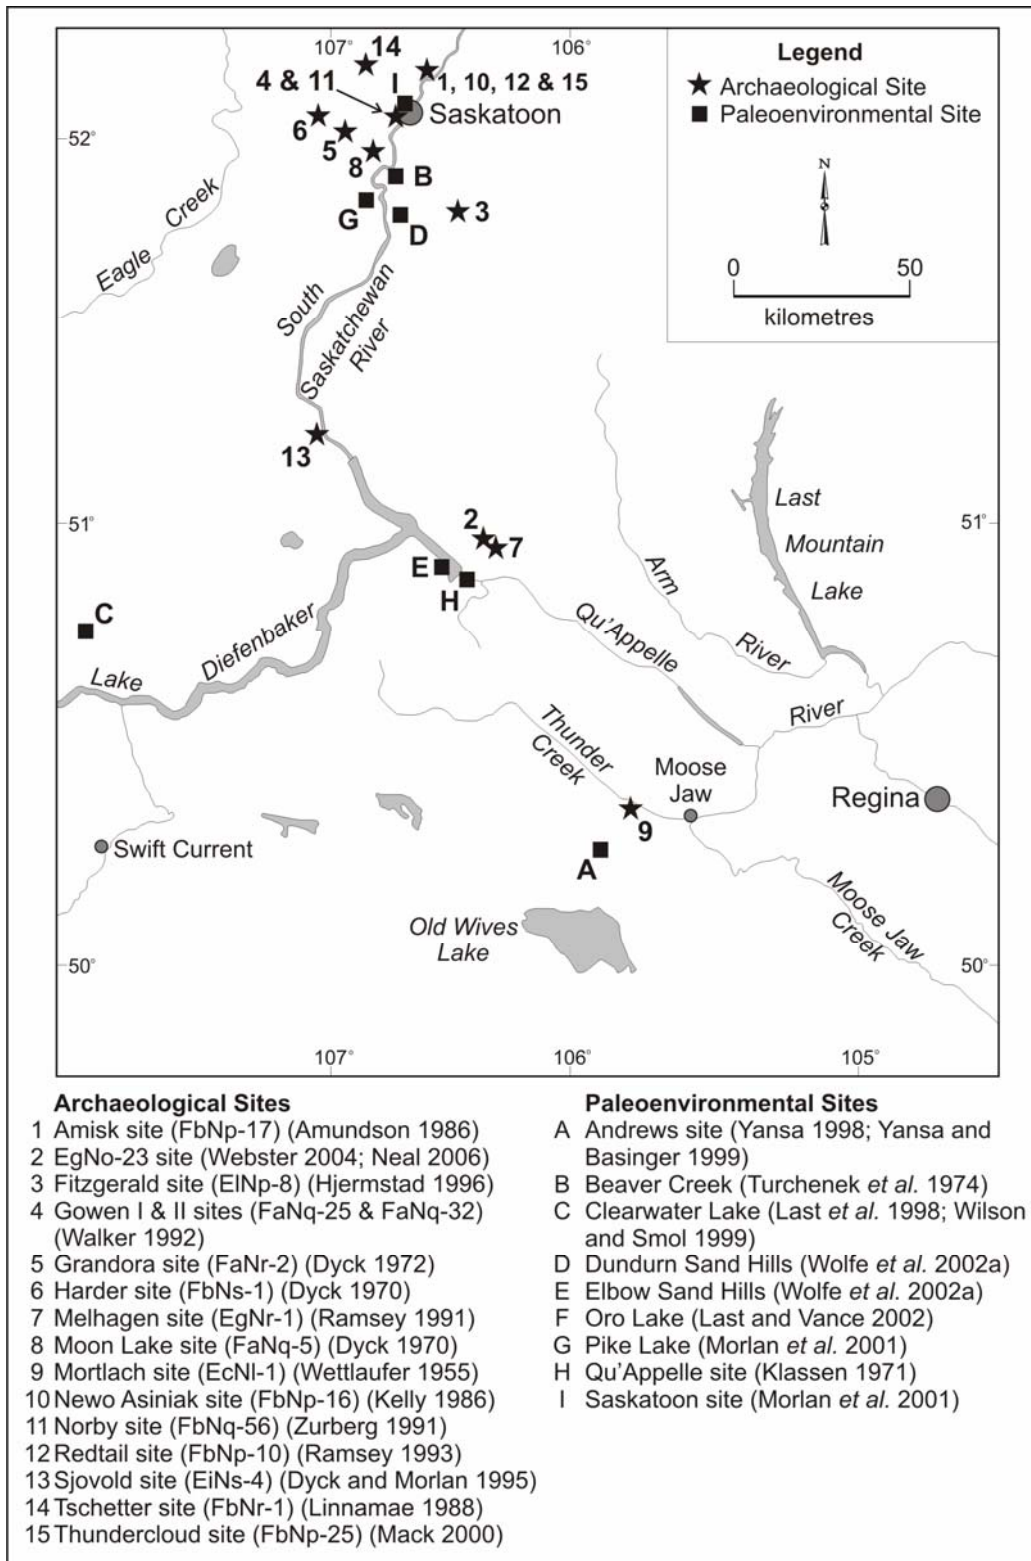 107°
106°
14
Legend
4 & 11
I
1, 10, 12 & 15
Archaeological Site
Saskatoon
Paleoenvironmental Site
6
52°
5
8
B
N
Eagle Creek
G
3
D
0
50
South
Saskatchewan
River
kilometres
13
Last
51°
2
51°
7
Mountain
E
Arm
C
H
Lake
Diefenbaker
Qu’Appelle
River
Lake
River
Thunder
Creek
Moose
Jaw
Regina
9
Swift Current
A
Moose Jaw
Creek
Old Wives
Lake
50°
50°
107°
106°
105°
Archaeological Sites
1 Amisk site (FbNp-17) (Amundson 1986)
2 EgNo-23 site (Webster 2004; Neal 2006)
3 Fitzgerald site (ElNp-8) (Hjermstad 1996)
4 Gowen I & II sites (FaNq-25 & FaNq-32)
(Walker 1992)
5 Grandora site (FaNr-2) (Dyck 1972)
6 Harder site (FbNs-1) (Dyck 1970)
7 Melhagen site (EgNr-1) (Ramsey 1991)
8 Moon Lake site (FaNq-5) (Dyck 1970)
9 Mortlach site (EcNl-1) (Wettlaufer 1955)
10 Newo Asiniak site (FbNp-16) (Kelly 1986)
11 Norby site (FbNq-56) (Zurberg 1991)
12 Redtail site (FbNp-10) (Ramsey 1993)
13 Sjovold site (EiNs-4) (Dyck and Morlan 1995)
14 Tschetter site (FbNr-1) (Linnamae 1988)
15 Thundercloud site (FbNp-25) (Mack 2000)
Paleoenvironmental Sites
A Andrews site (Yansa 1998; Yansa and
Basinger 1999)
B Beaver Creek (Turchenek et al. 1974)
C Clearwater Lake (Last et al. 1998; Wilson
and Smol 1999)
D Dundurn Sand Hills (Wolfe et al. 2002a)
E Elbow Sand Hills (Wolfe et al. 2002a)
F Oro Lake (Last and Vance 2002)
G Pike Lake (Morlan et al. 2001)
H Qu’Appelle site (Klassen 1971)
I Saskatoon site (Morlan et al. 2001)